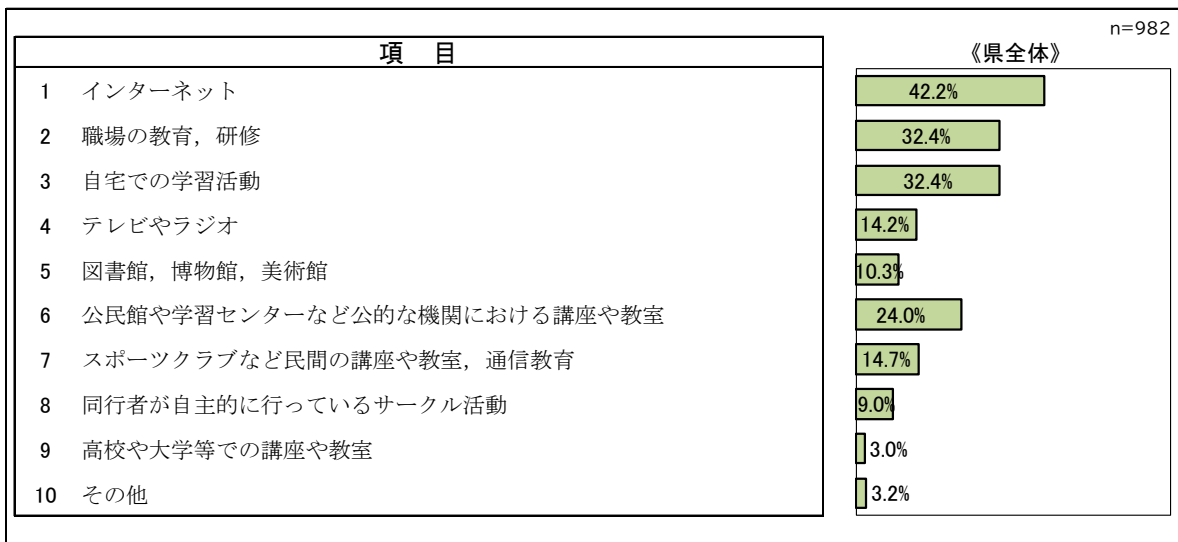 n=982
項 目
《県全体》
1 インターネット 42.2%
2 職場の教育，研修 32.4%
3 自宅での学習活動 32.4%
4 テレビやラジオ 14.2%
5 図書館，博物館，美術館 10.3%
6 公民館や学習センターなど公的な機関における講座や教室 24.0%
7 スポーツクラブなど民間の講座や教室，通信教育 14.7%
8 同行者が自主的に行っているサークル活動 9.0%
9 高校や大学等での講座や教室 3.0%
10 その他 3.2%